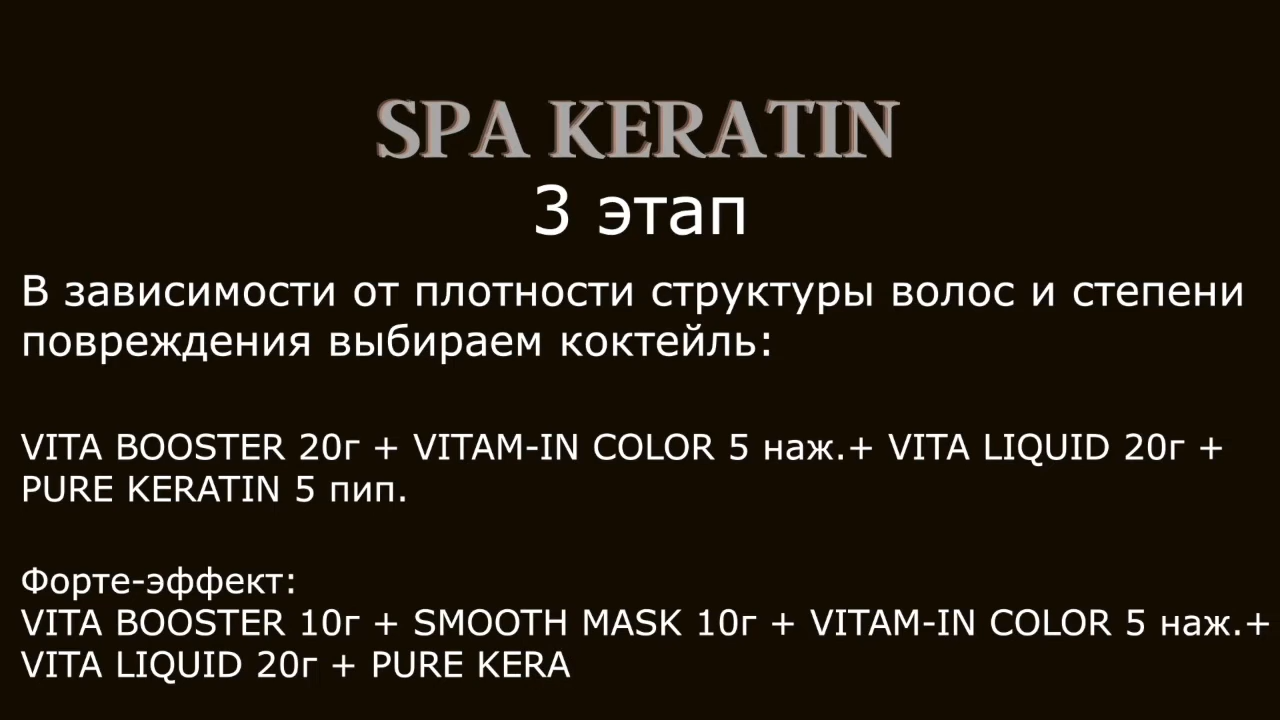 SPA KERATIN
3 этап
В зависимости от плотности структуры волос и степени
повреждения выбираем коктейль:
VITA BOOSTER 20г + VITAM-IN COLOR 5 наж.+ VITA LIQUID 20г +
PURE KERATIN 5 пип.
Форте-эффект:
VITA BOOSTER 10г + SMOOTH MASK 10г + VITAM-IN COLOR 5 наж.+
VITA LIQUID 20г + PURE KERA